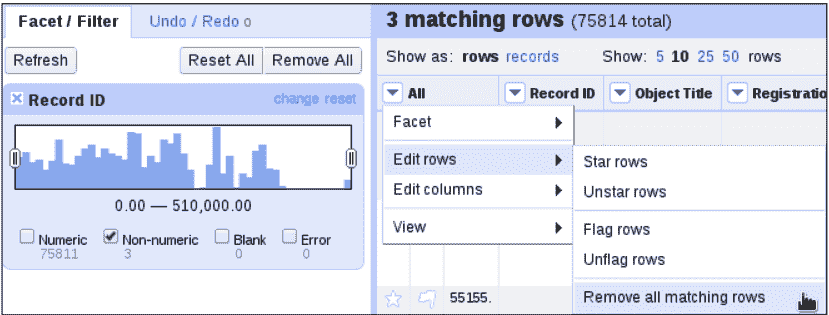 Facet / Filter
Undo / Redo 0
Refresh
Reset All
Remove All
Record ID
change reset
0.00 — 510,000.00
Numeric
75811
Non-numeric
3
Blank
0
Error
0
3 matching rows (75814 total)
Show as: rows records
Show: 5 10 25 50 rows
All
Record ID
Object Title
Registratio
Facet
Edit rows
Edit columns
View
Star rows
Unstar rows
Flag rows
Unflag rows
Remove all matching rows
55155.